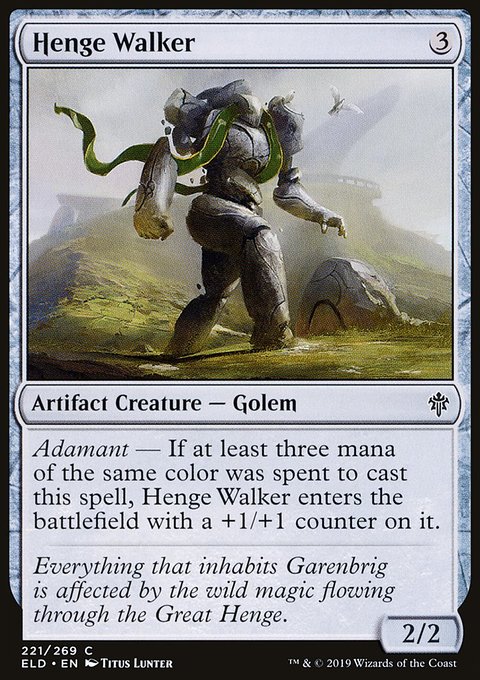 Henge Walker 3
Artifact Creature — Golem
Adamant — If at least three mana
of the same color was spent to cast
this spell, Henge Walker enters the
battlefield with a +1/+1 counter on it.
Everything that inhabits Garenbrig
is affected by the wild magic flowing
through the Great Henge.
2/2
221/269 C
ELD • EN Titus Lunter
™ & © 2019 Wizards of the Coast